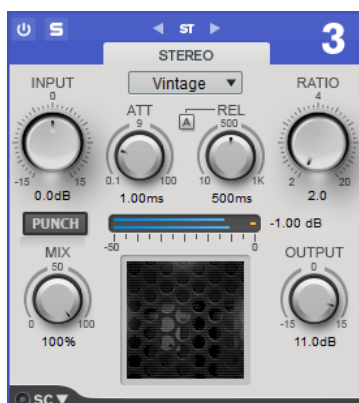 S ST 3
STEREO
Vintage
INPUT RATIO
0 4
ATT REL
9 A 500
-15 15 0.1 100 10 1K 2 20
0.0dB 1.00ms 500ms 2.0
PUNCH -1.00 dB
-50 0
MIX OUTPUT
50 0
0 100 -15 15
100% 11.0dB
SC